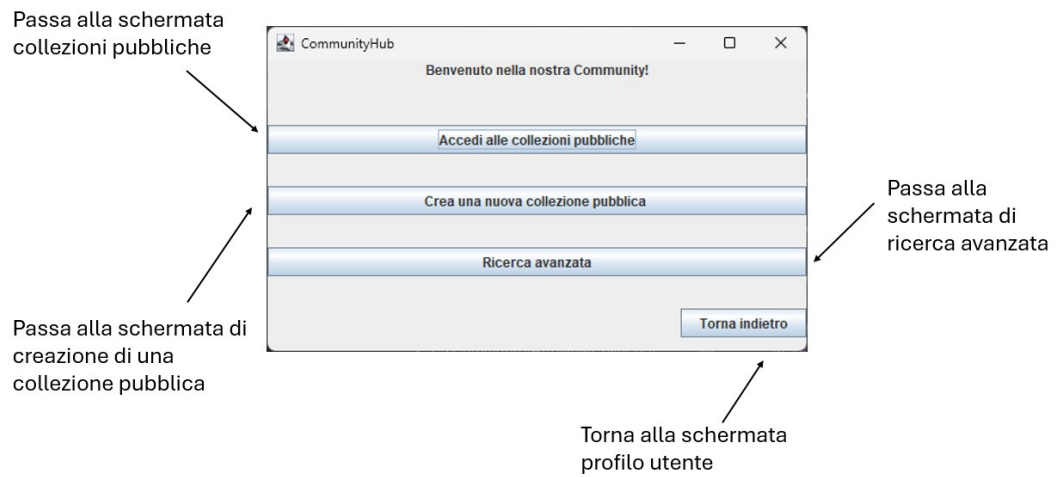 Passa alla schermata
collezioni pubbliche
CommunityHub
Benvenuto nella nostra Community!
Accedi alle collezioni pubbliche
Crea una nuova collezione pubblica
Passa alla
schermata di
ricerca avanzata
Ricerca avanzata
Torna indietro
Passa alla schermata di
creazione di una
collezione pubblica
Torna alla schermata
profilo utente